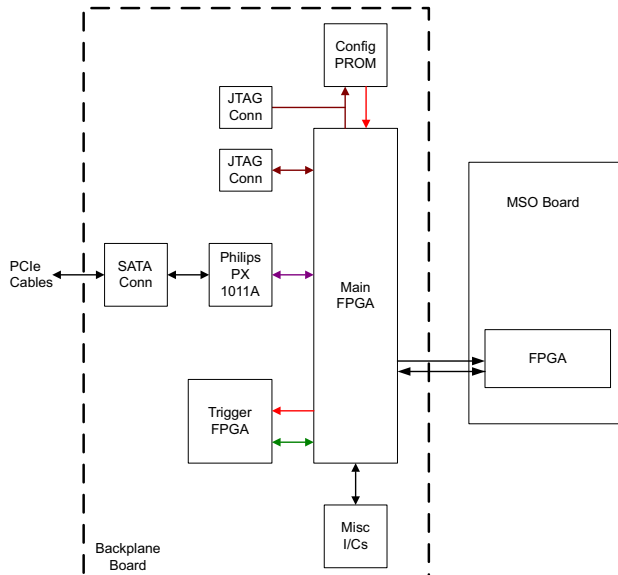 Config
PROM
JTAG
Conn
JTAG
Conn
MSO Board
PCIe
Cables
SATA
Conn
Philips
PX
1011A
Main
FPGA
FPGA
Trigger
FPGA
Misc
I/Cs
Backplane
Board